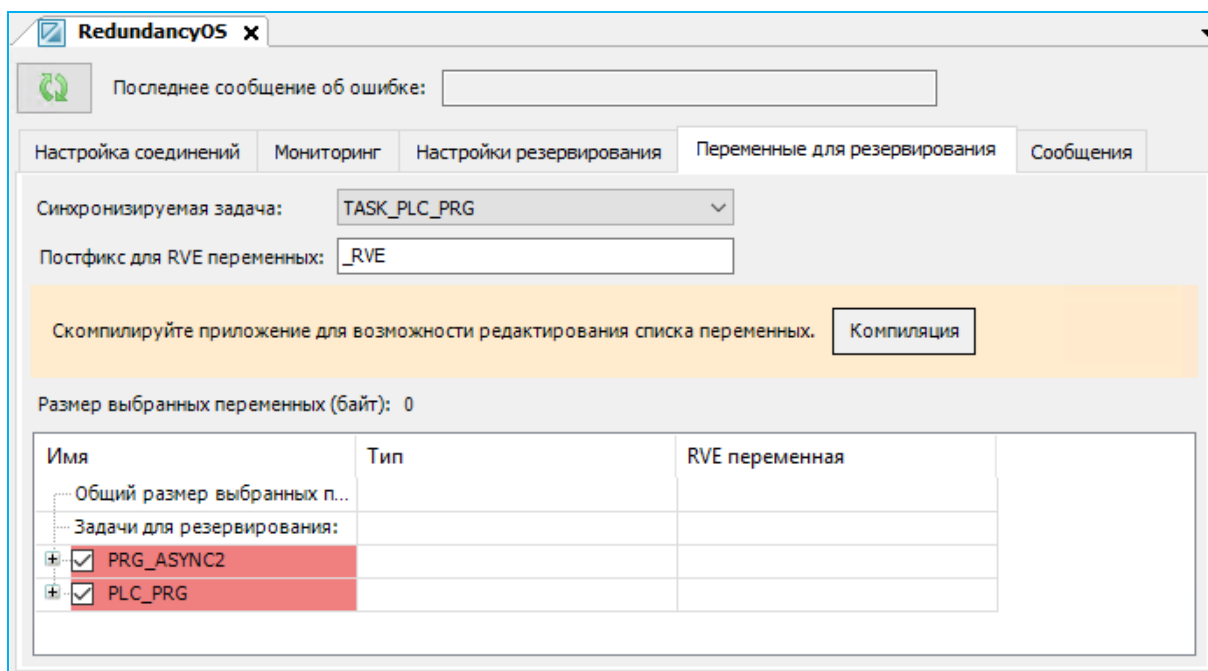 RedundancyOS
Последнее сообщение об ошибке:
Настройка соединений Мониторинг Настройки резервирования Переменные для резервирования Сообщения
Синхронизируемая задача: TASK_PLC_PRG
Постфикс для RVE переменных: _RVE
Скомпилируйте приложение для возможности редактирования списка переменных. Компиляция
Размер выбранных переменных (байт): 0
Имя Тип RVE переменная
Общий размер выбранных п...
Задачи для резервирования:
PRG_ASYNC2
PLC_PRG